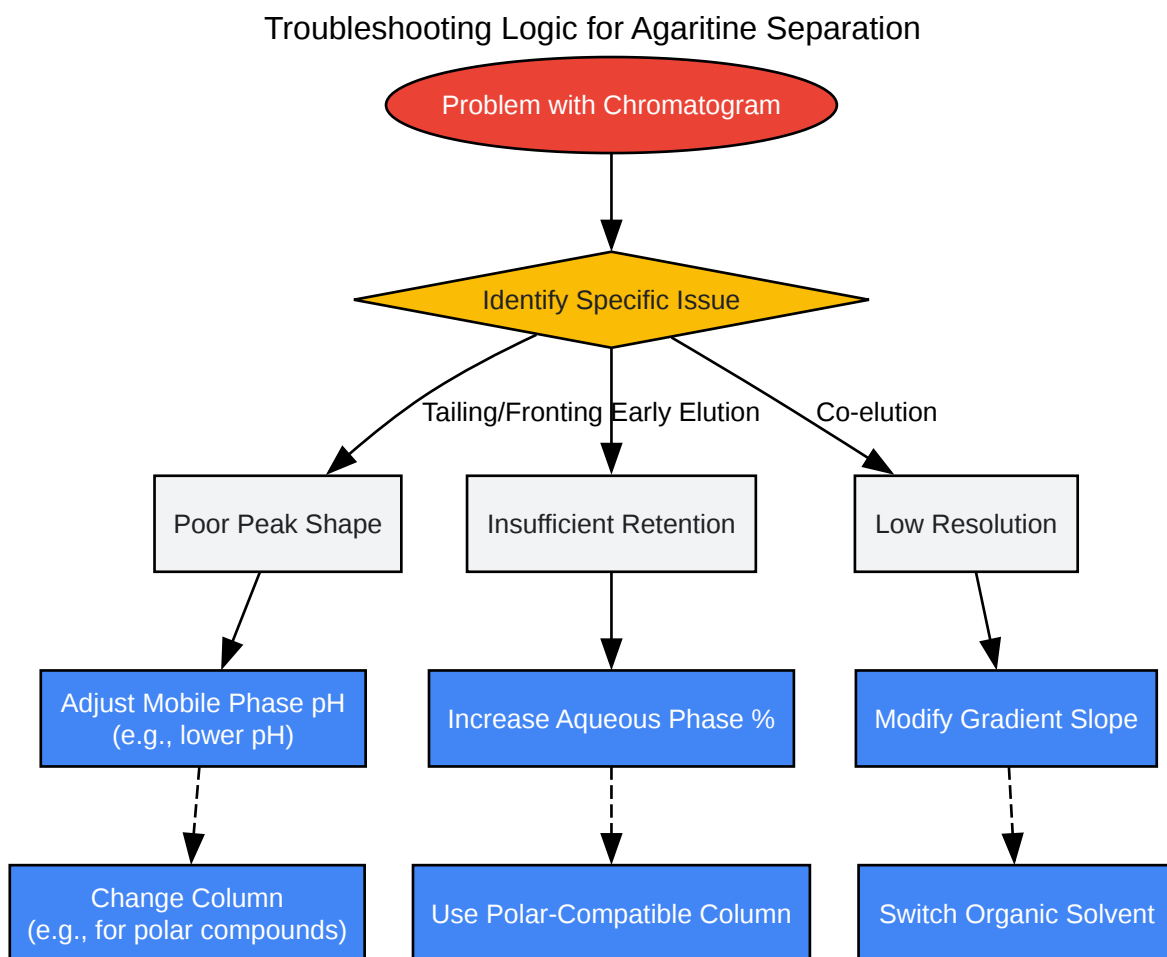 Troubleshooting Logic for Agaritine Separation
Problem with Chromatogram
Identify Specific Issue
Tailing/Fronting
Early Elution
Co-elution
Poor Peak Shape
Insufficient Retention
Low Resolution
Adjust Mobile Phase pH
(e.g., lower pH)
Increase Aqueous Phase %
Modify Gradient Slope
Change Column
(e.g., for polar compounds)
Use Polar-Compatible Column
Switch Organic Solvent